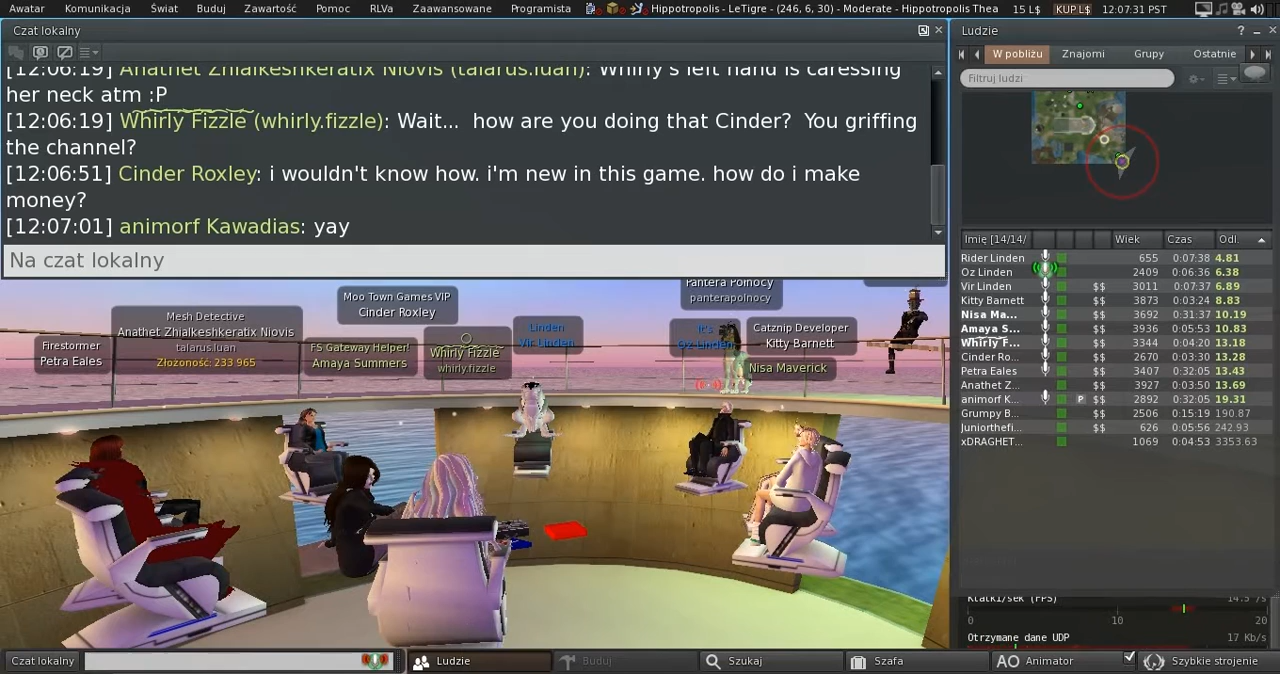 Awatar Komunikacja Świat Buduj Zawartość Pomoc RLVa Zaawansowane Programista Hippotropolis - LeTigre - (246, 6, 30) - Moderate - Hippotropolis Thea 15 L$ KUP L$ 12:07:31 PST
Czat lokalny
[12:06:19] Anathet Zhialkeshkeratix Niovis (talarus.luan): Whirly's left hand is caressing
her neck atm :P
[12:06:19] Whirly Fizzle (whirly.fizzle): Wait... how are you doing that Cinder? You griffing
the channel?
[12:06:51] Cinder Roxley: i wouldn't know how. i'm new in this game. how do i make
money?
[12:07:01] animorf Kawadias: yay
Na czat lokalny
Pantera Północy
panterapolnocy
Moo Town Games VIP
Cinder Roxley
Mesh Detective
Anathet Zhialkeshkeratix Niovis
talarus.luan
Złożoność: 233 965
Firestormer
Petra Eales
FS Gateway Helper!
Amaya Summers
Whirly Fizzle
whirly.fizzle
Linden
Vir Linden
It's
Oz Linden
Catznip Developer
Kitty Barnett
Nisa Maverick
Ludzie
W pobliżu Znajomi Grupy Ostatnie
Filtruj ludzi
Imię [14/14/ Wiek Czas Odl.
Rider Linden 655 0:07:38 4.81
Oz Linden 2409 0:06:36 6.38
Vir Linden $$ 3011 0:07:37 6.89
Kitty Barnett $$ 3873 0:03:24 8.83
Nisa Ma... $$ 3692 0:31:37 10.19
Amaya S... $$ 3936 0:05:53 10.83
Whirly F... $$ 3344 0:04:20 13.18
Cinder Ro... $$ 2670 0:03:30 13.28
Petra Eales $$ 3407 0:32:05 13.43
Anathet Z... $$ 3927 0:03:50 13.69
animorf K... P $$ 2892 0:32:05 19.31
Grumpy B... $$ 2506 0:15:19 190.87
Juniorthefi... $$ 626 0:05:56 242.93
xDRAGHET... 1069 0:04:53 3353.63
Klatki/sek (FPS) 14.5 /s
0 10 20
Otrzymane dane UDP 17 Kb/s
Czat lokalny Ludzie Buduj Szukaj Szafa AO Animator Szybkie strojenie